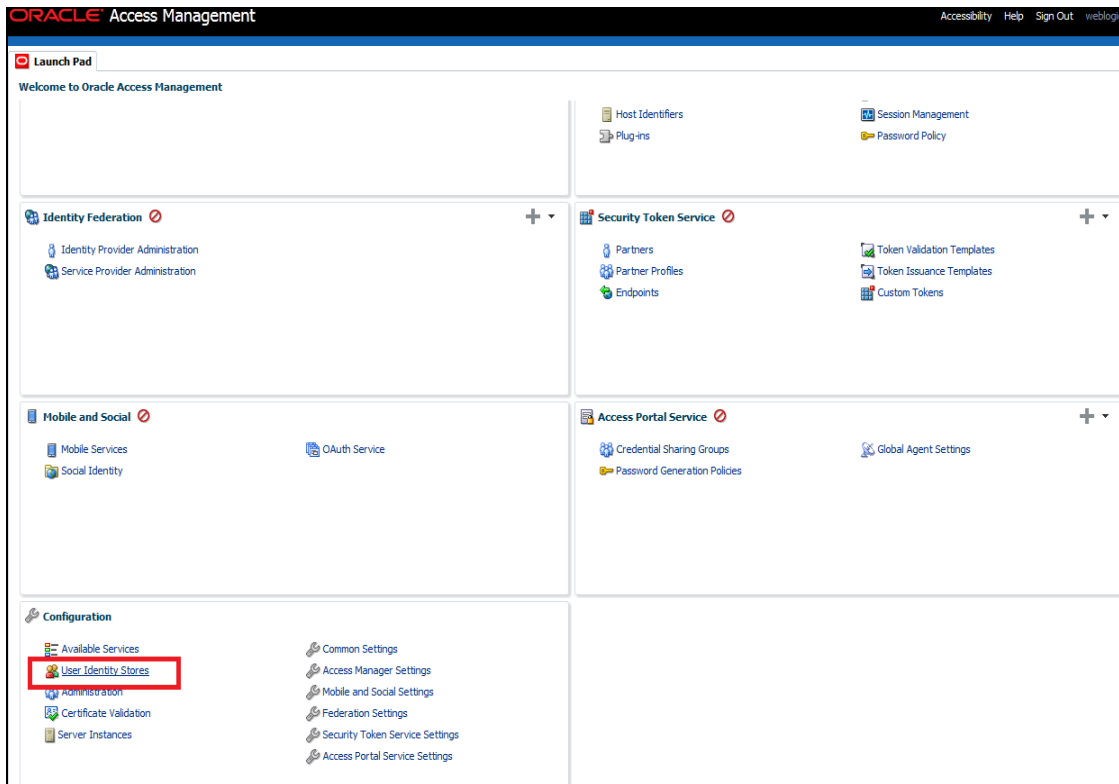 ORACLE Access Management
Accessibility Help Sign Out
Launch Pad
Welcome to Oracle Access Management
Host Identifiers
Session Management
Plug-ins
Password Policy
Identity Federation
Identity Provider Administration
Service Provider Administration
Security Token Service
Partners
Token Validation Templates
Partner Profiles
Token Issuance Templates
Endpoints
Custom Tokens
Mobile and Social
Mobile Services
OAuth Service
Social Identity
Access Portal Service
Credential Sharing Groups
Global Agent Settings
Password Generation Policies
Configuration
Available Services
Common Settings
User Identity Stores
Access Manager Settings
Administration
Mobile and Social Settings
Certificate Validation
Federation Settings
Server Instances
Security Token Service Settings
Access Portal Service Settings